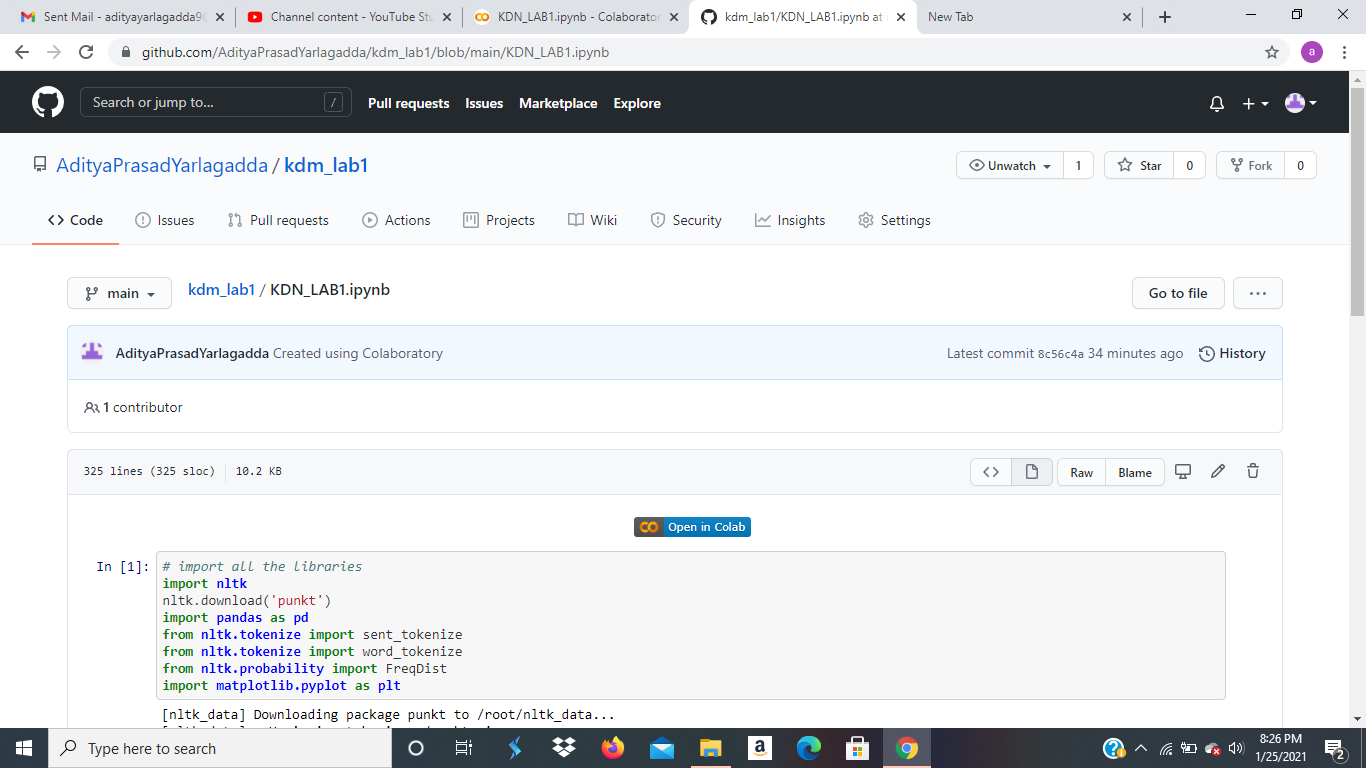 Sent Mail - adityayarlagadda9
Channel content - YouTube Stu
KDN_LAB1.ipynb - Colaborator
kdm_lab1/KDN_LAB1.ipynb at
New Tab
github.com/AdityaPrasadYarlagadda/kdm_lab1/blob/main/KDN_LAB1.ipynb
a
Search or jump to... /
Pull requests Issues Marketplace Explore
AdityaPrasadYarlagadda / kdm_lab1
Unwatch 1 Star 0 Fork 0
<> Code Issues Pull requests Actions Projects Wiki Security Insights Settings
main kdm_lab1 / KDN_LAB1.ipynb Go to file ...
AdityaPrasadYarlagadda Created using Colaboratory Latest commit 8c56c4a 34 minutes ago History
1 contributor
325 lines (325 sloc) 10.2 KB <> Raw Blame
Open in Colab
In [1]: # import all the libraries
import nltk
nltk.download('punkt')
import pandas as pd
from nltk.tokenize import sent_tokenize
from nltk.tokenize import word_tokenize
from nltk.probability import FreqDist
import matplotlib.pyplot as plt
[nltk_data] Downloading package punkt to /root/nltk_data...
Type here to search
8:26 PM
1/25/2021
2